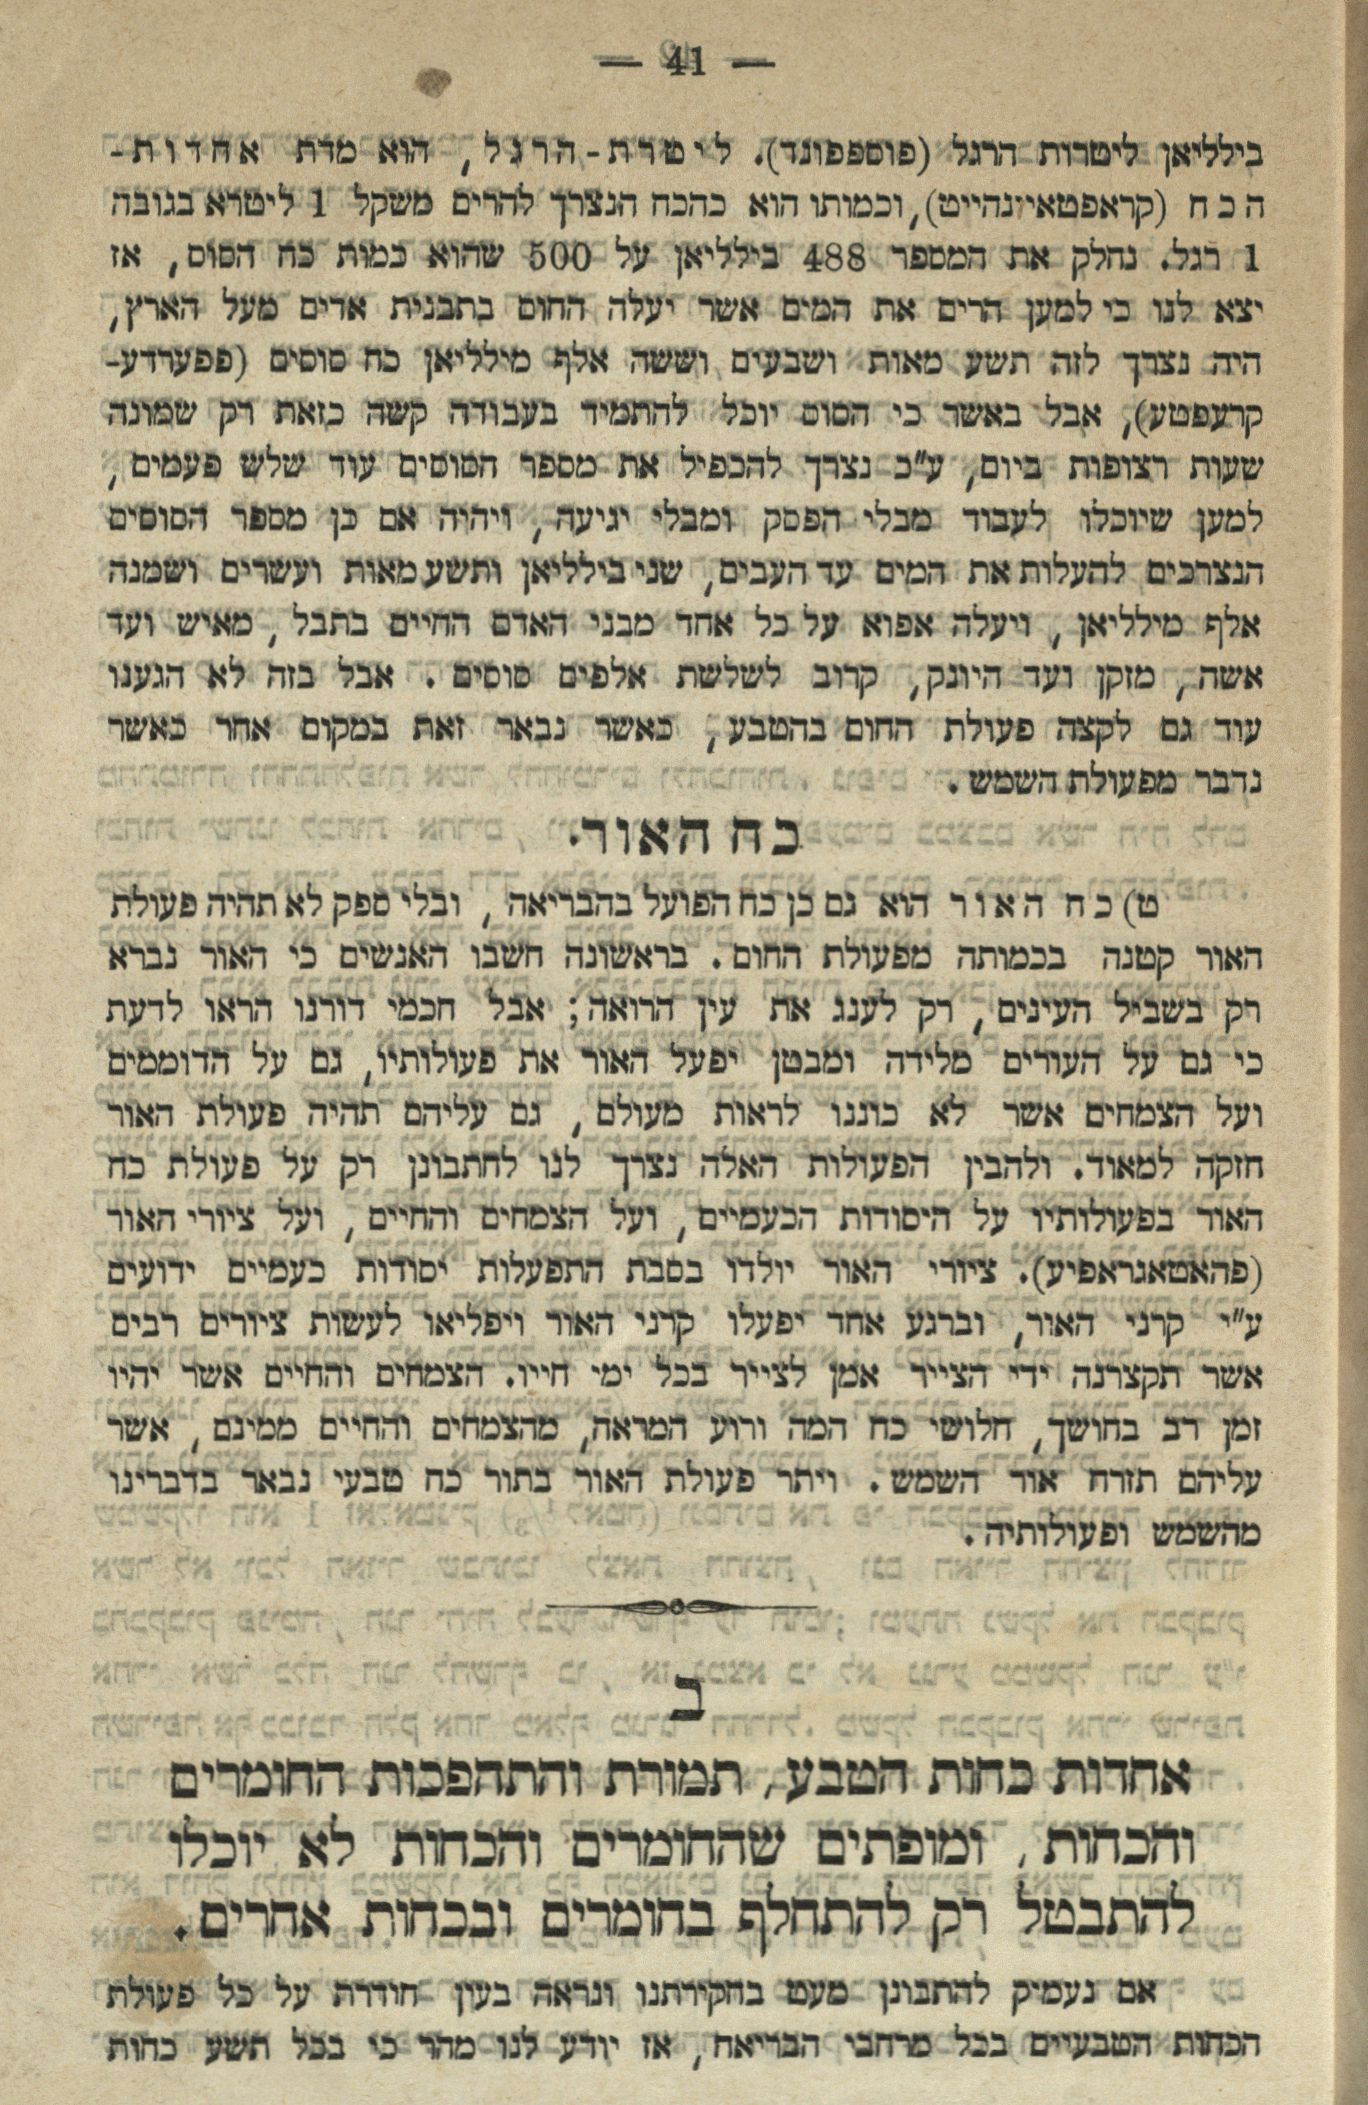 — 41 —
בילליאן ליטרות הרגל (פוספפונד). ליטרת-הרגל, הוא מדת אחדות-
הכח (קראפטאיינהייט), וכמותו הוא כהכח הנצרך להרים משקל 1 ליטרא בגובה
1 רגל. נחלק את המספר 488 בילליאן על 500 שהוא כמות כח הסוס, אז
יצא לנו כי למען הרים את המים אשר יעלה החום בתבנית אדים מעל הארץ,
היה נצרך לזה תשע מאות ושבעים וששה אלף מילליאן כח סוסים (פפערדע-
קרעפטע), אבל באשר כי הסוס יוכל להתמיד בעבודה קשה כזאת רק שמונה
שעות רצופות ביום, ע"כ נצרך להכפיל את מספר הסוסים עוד שלש פעמים,
למען שיוכלו לעבוד מבלי הפסק ומבלי יגיעה, ויהיה אם כן מספר הסוסים
הנצרכים להעלות את המים עד העבים, שני בילליאן ותשע מאות ועשרים ושמנה
אלף מילליאן, ויעלה אפוא על כל אחד מבני האדם החיים בתבל, מאיש ועד
אשה, מזקן ועד היונק, קרוב לשלשת אלפים סוסים. אבל בזה לא הגענו
עוד גם לקצה פעולת החום בהטבע, כאשר נבאר זאת במקום אחר כאשר
נדבר מפעולת השמש.
כח האור.
ט) כח האור הוא גם כן כח הפועל בהבריאה, ובלי ספק לא תהיה פעולת
האור קטנה בכמותה מפעולת החום. בראשונה חשבו האנשים כי האור נברא
רק בשביל העינים, רק לענג את עין הרואה; אבל חכמי דורנו הראו לדעת
כי גם על העורים מלידה ומבטן יפעל האור את פעולותיו, גם על הדוממים
ועל הצמחים אשר לא כוננו לראות מעולם, גם עליהם תהיה פעולת האור
חזקה למאוד. ולהבין הפעולות האלה נצרך לנו להתבונן רק על פעולת כח
האור בפעולותיו על היסודות הכעמיים, ועל הצמחים והחיים, ועל ציורי האור
(פהאטאגראפיע). ציורי האור יולדו בסבת התפעלות יסודות כעמיים ידועים
ע"י קרני האור, וברגע אחד יפעלו קרני האור ויפליאו לעשות ציורים רבים
אשר תקצרנה ידי הצייר אמן לצייר בכל ימי חייו. הצמחים והחיים אשר יהיו
זמן רב בחושך, חלושי כח המה ורוע המראה, מהצמחים והחיים ממינם, אשר
עליהם תזרח אור השמש. ויתר פעולת האור בתור כח טבעי נבאר בדברינו
מהשמש ופעולותיה.
ב
אחדות כחות הטבע, תמורת והתהפכות החומרים
והכחות, ומופתים שהחומרים והכחות לא יוכלו
להתבטל רק להתחלף בחומרים ובכחות אחרים.
אם נעמיק להתבונן מעט בחקירתנו ונראה בעין חודרת על כל פעולת
הכחות הטבעיים בכל מרחבי הבריאה, אז יודע לנו מהר כי בכל תשע כחות